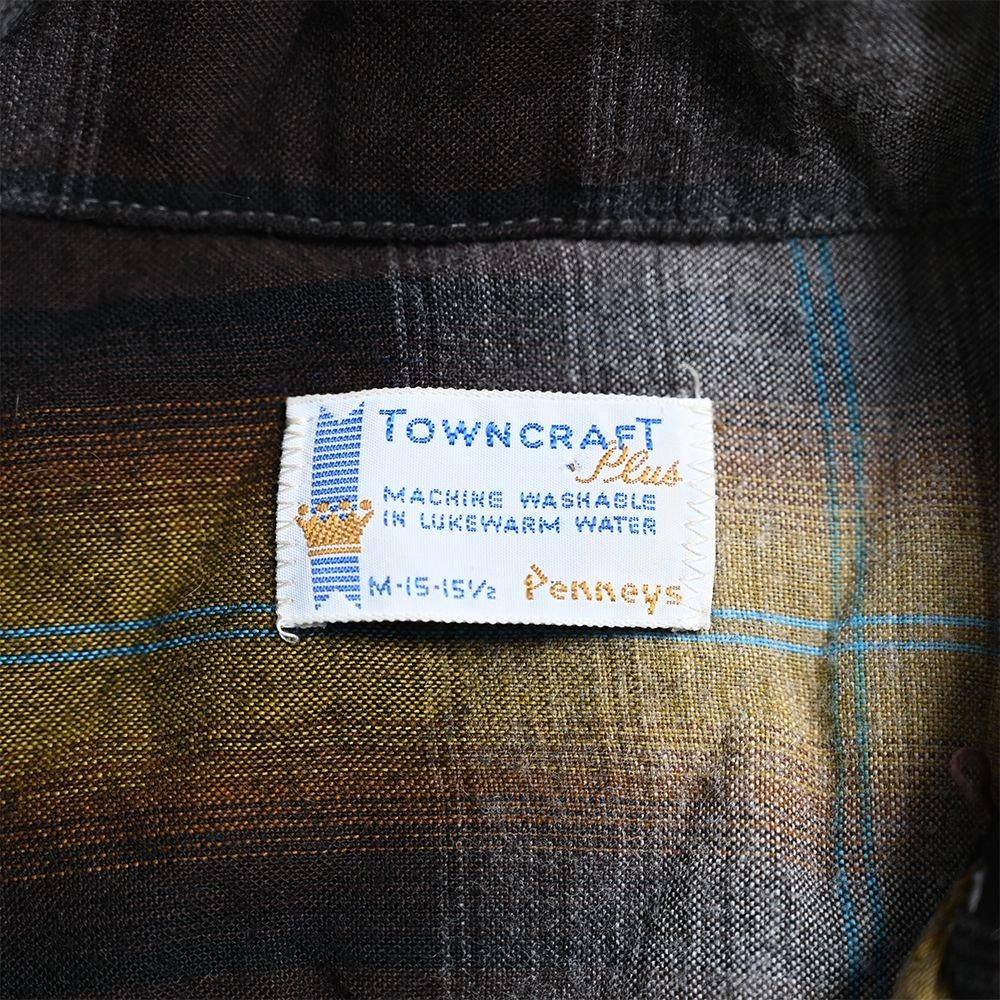 TOWNCRAFT
Plus
MACHINE WASHABLE
IN LUKEWARM WATER
M-15-15½ Penneys